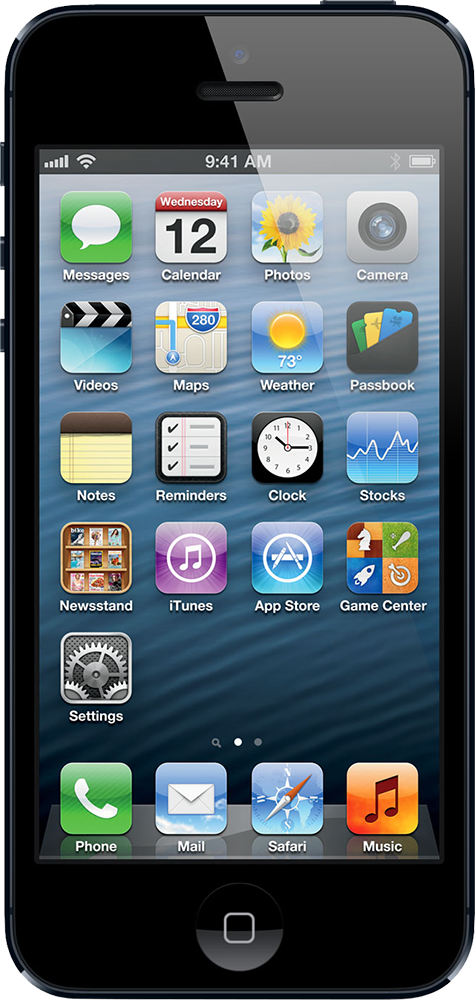 9:41 AM
Wednesday
12
280
73°
Messages Calendar Photos Camera
Videos Maps Weather Passbook
Notes Reminders Clock Stocks
bike
Newsstand iTunes App Store Game Center
Settings
Phone Mail Safari Music